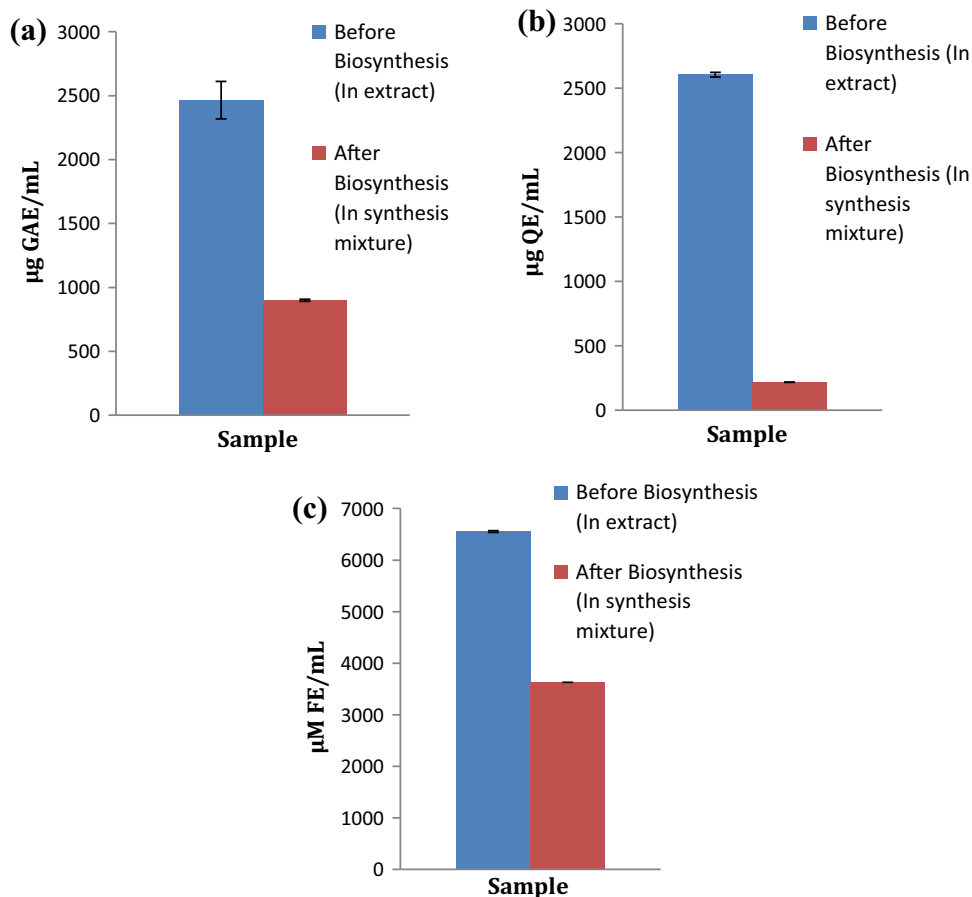 (a)
3000
2500
2000
1500
1000
500
0
µg GAE/mL
Sample
Before
Biosynthesis
(In extract)
After
Biosynthesis
(In synthesis
mixture)
(b)
3000
2500
2000
1500
1000
500
0
µg QE/mL
Sample
Before
Biosynthesis (In
extract)
After
Biosynthesis (In
synthesis
mixture)
(c)
7000
6000
5000
4000
3000
2000
1000
0
µM FE/mL
Sample
Before Biosynthesis
(In extract)
After Biosynthesis
(In synthesis
mixture)